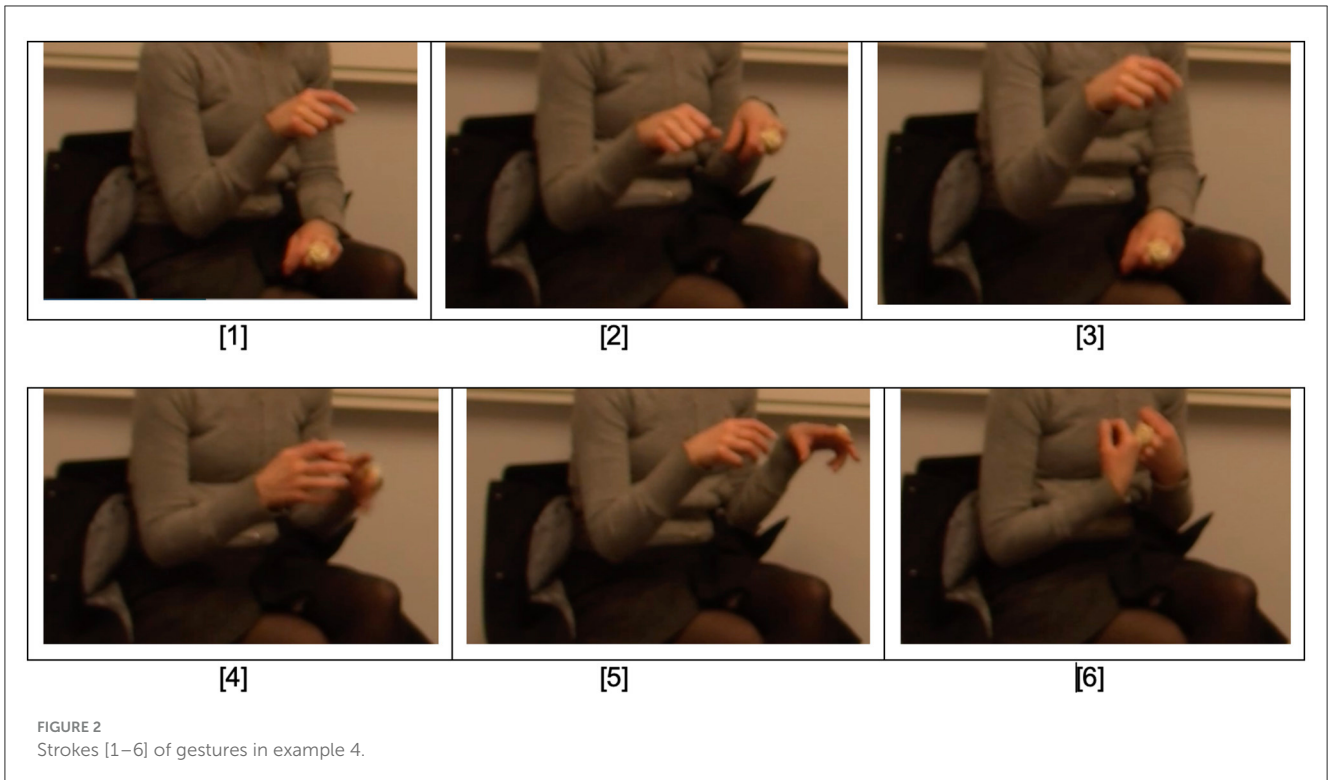 [1] [2] [3]
[4] [5] [6]
FIGURE 2
Strokes [1–6] of gestures in example 4.